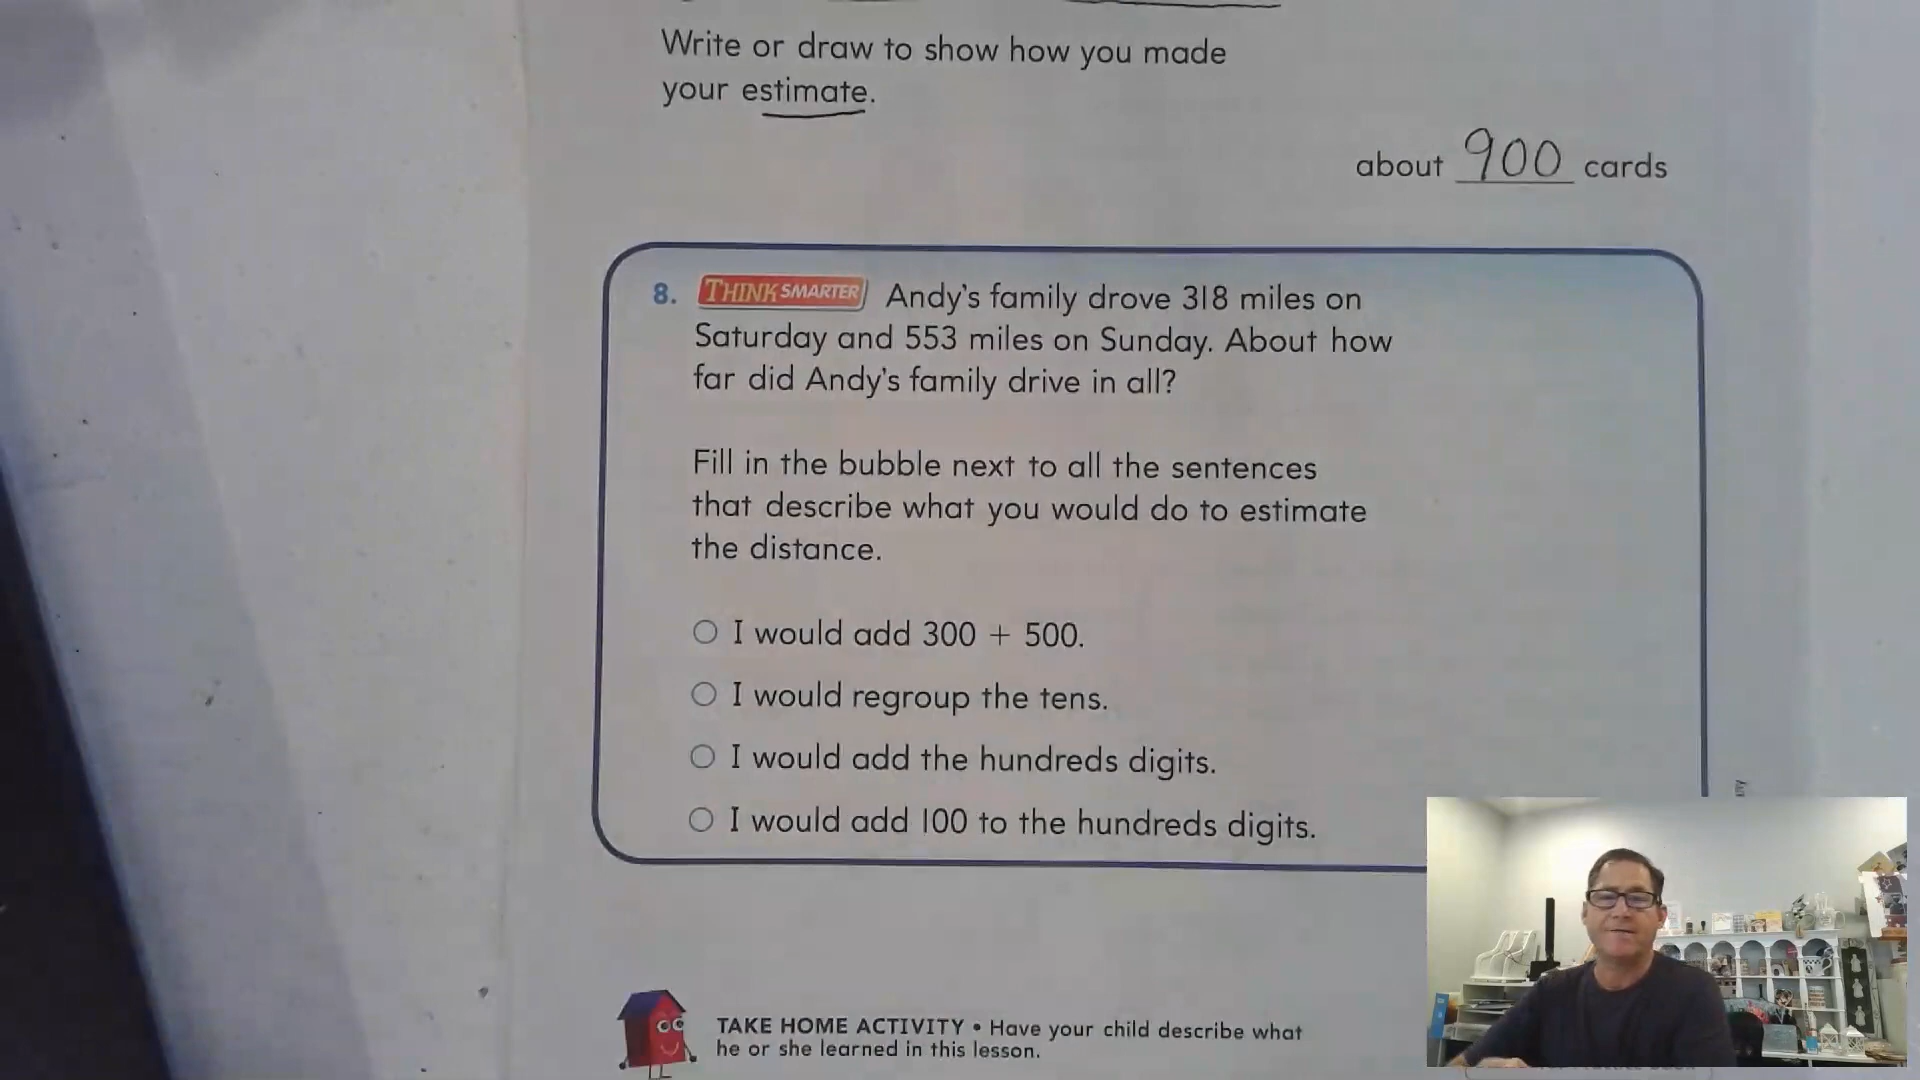 Write or draw to show how you made
your estimate.
about 900 cards
8. THINK SMARTER Andy's family drove 318 miles on
Saturday and 553 miles on Sunday. About how
far did Andy's family drive in all?
Fill in the bubble next to all the sentences
that describe what you would do to estimate
the distance.
I would add 300 + 500.
I would regroup the tens.
I would add the hundreds digits.
I would add 100 to the hundreds digits.
TAKE HOME ACTIVITY • Have your child describe what
he or she learned in this lesson.